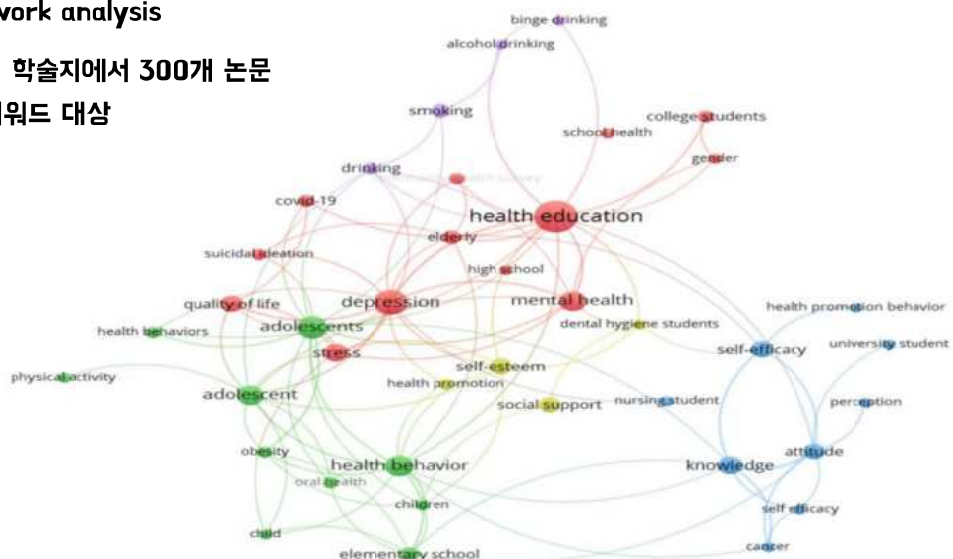 work analysis
학술지에서 300개 논문
키워드 대상
binge drinking
alcohol drinking
smoking
college students
school health
gender
drinking
covid-19
health education
elderly
suicidal ideation
high school
quality of life
depression
mental health
health promotion behavior
adolescents
dental hygiene students
health behaviors
university student
self-efficacy
stress
self-esteem
physical activity
health promotion
adolescent
social support
nursing student
perception
obesity
attitude
health behavior
knowledge
oral health
children
self efficacy
child
cancer
elementary school